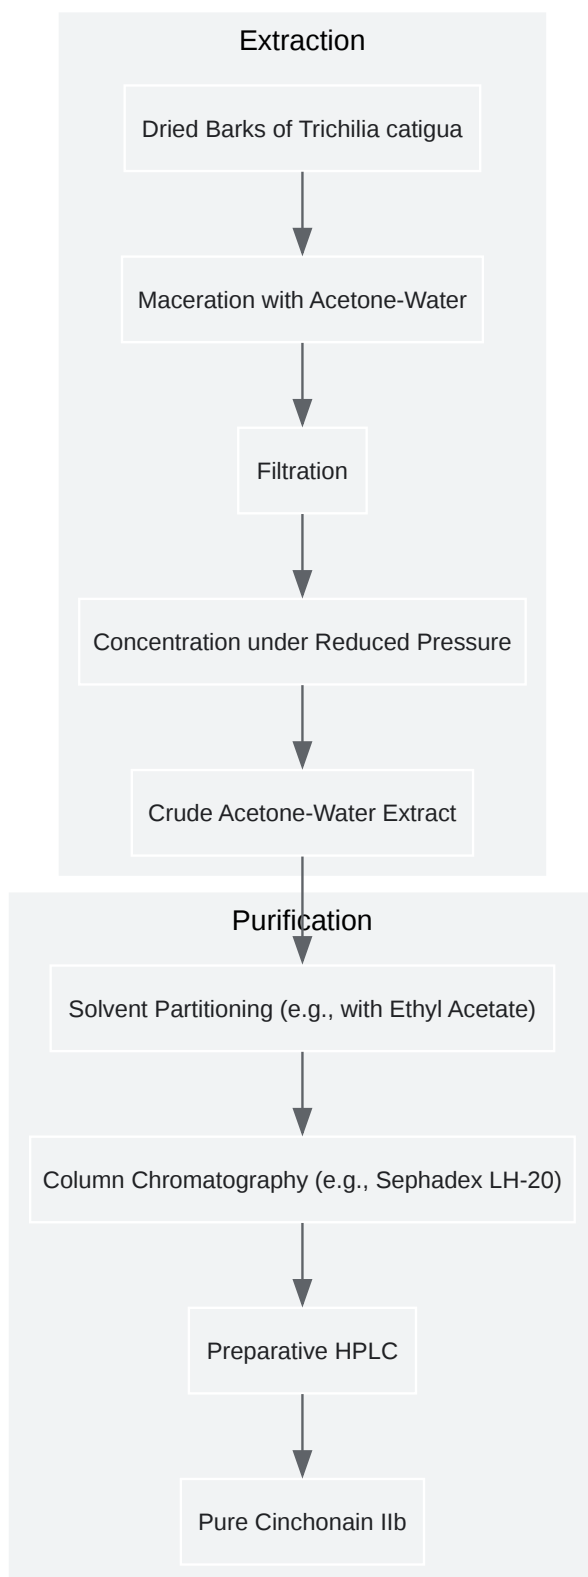 Extraction
Dried Barks of Trichilia catigua
Maceration with Acetone-Water
Filtration
Concentration under Reduced Pressure
Crude Acetone-Water Extract
Purification
Solvent Partitioning (e.g., with Ethyl Acetate)
Column Chromatography (e.g., Sephadex LH-20)
Preparative HPLC
Pure Cinchonain IIb